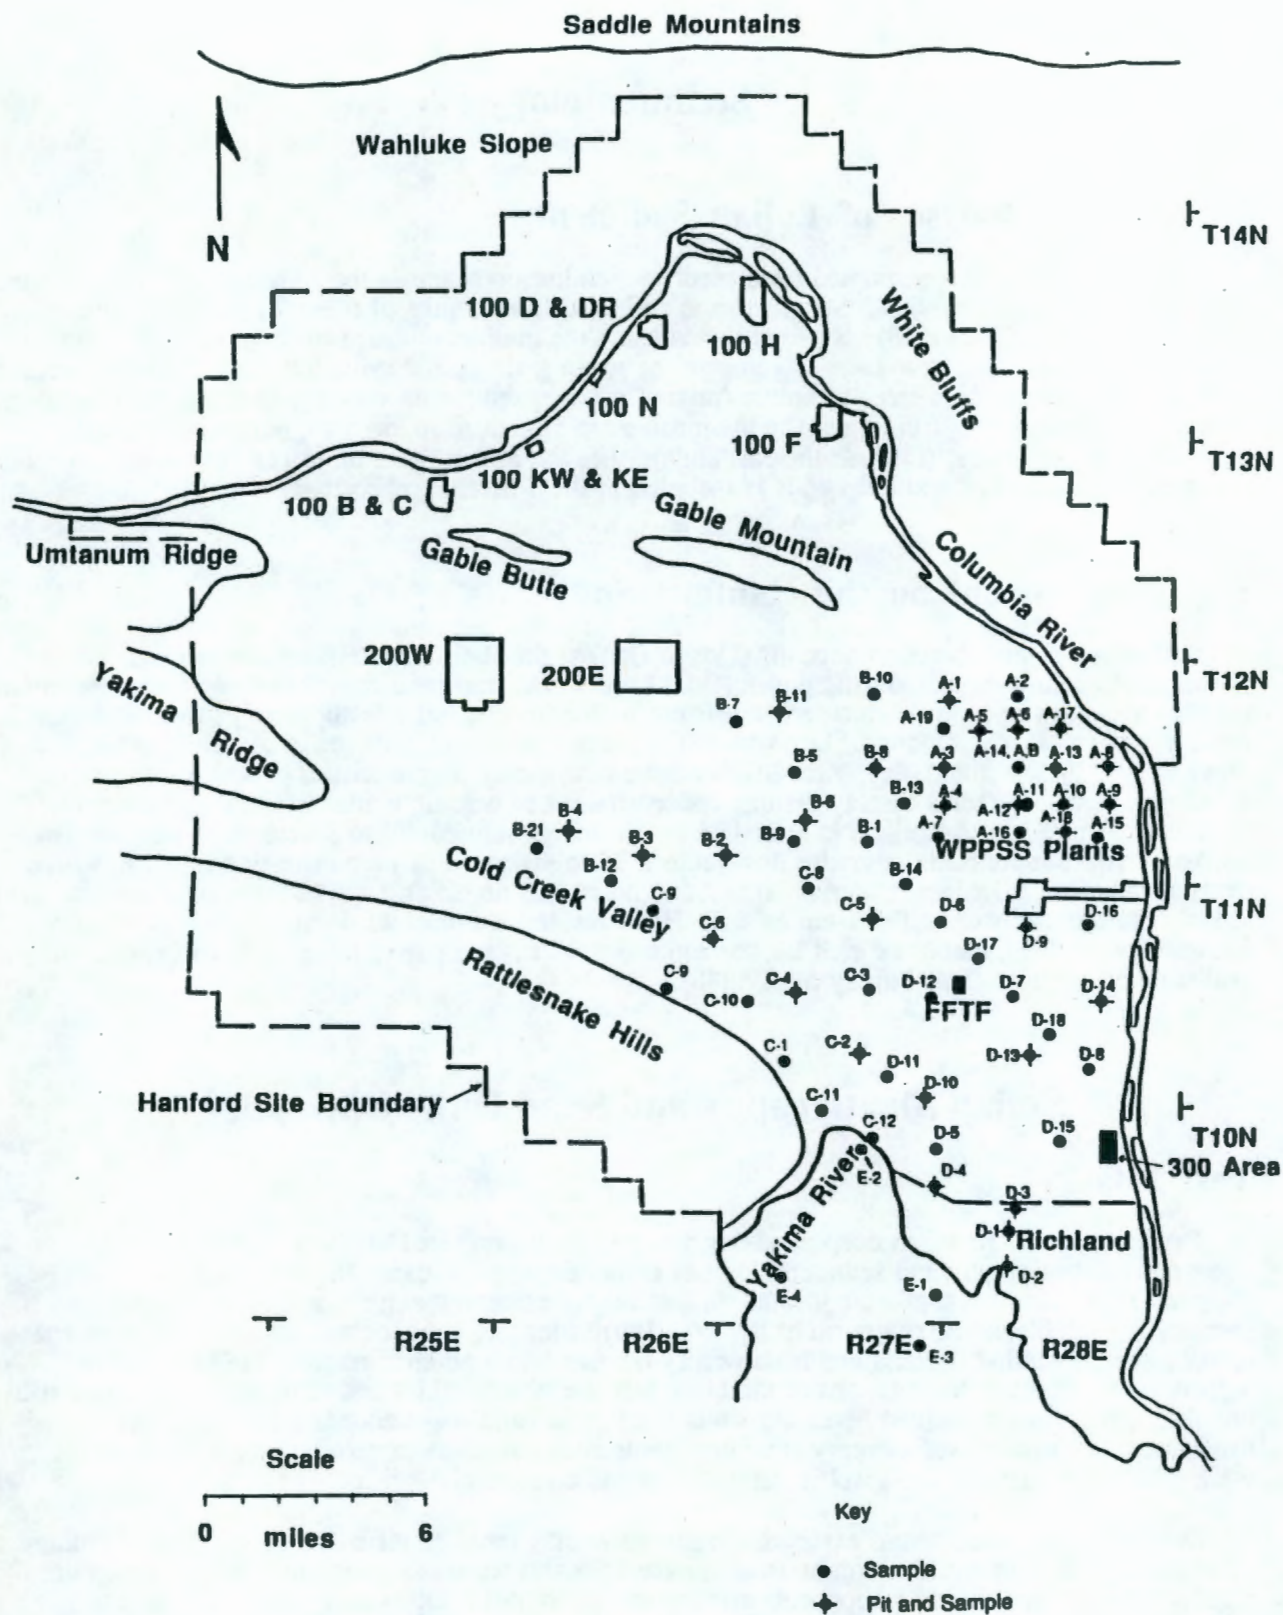 Saddle Mountains
Wahluke Slope
N
T14N
100 D & DR
100 H
White Bluffs
100 N
100 F
T13N
100 KW & KE
100 B & C
Gable Mountain
Umtanum Ridge
Gable Butte
Columbia River
200W
200E
T12N
Yakima Ridge
B-10
A-1
A-2
B-11
B-7
A-19
A-5
A-6
A-17
B-5
B-8
A-3
A-14
A.B
A-13
A-8
B-13
A-4
A-12
A-11
A-10
A-9
B-4
B-6
B-21
B-3
B-2
B-9
B-1
A-7
A-16
A-18
A-15
WPPSS Plants
Cold Creek Valley
B-12
C-8
B-14
T11N
C-9
C-6
C-5
D-6
D-9
D-16
Rattlesnake Hills
D-17
C-9
C-10
C-4
C-3
D-12
FFTF
D-7
D-14
D-18
C-1
C-2
D-13
D-8
D-11
Hanford Site Boundary
C-11
D-10
T10N
C-12
D-5
D-15
300 Area
E-2
D-4
Yakima River
D-3
D-1
Richland
D-2
E-4
E-1
R25E
R26E
R27E
R28E
E-3
Scale
0 miles 6
Key
Sample
Pit and Sample